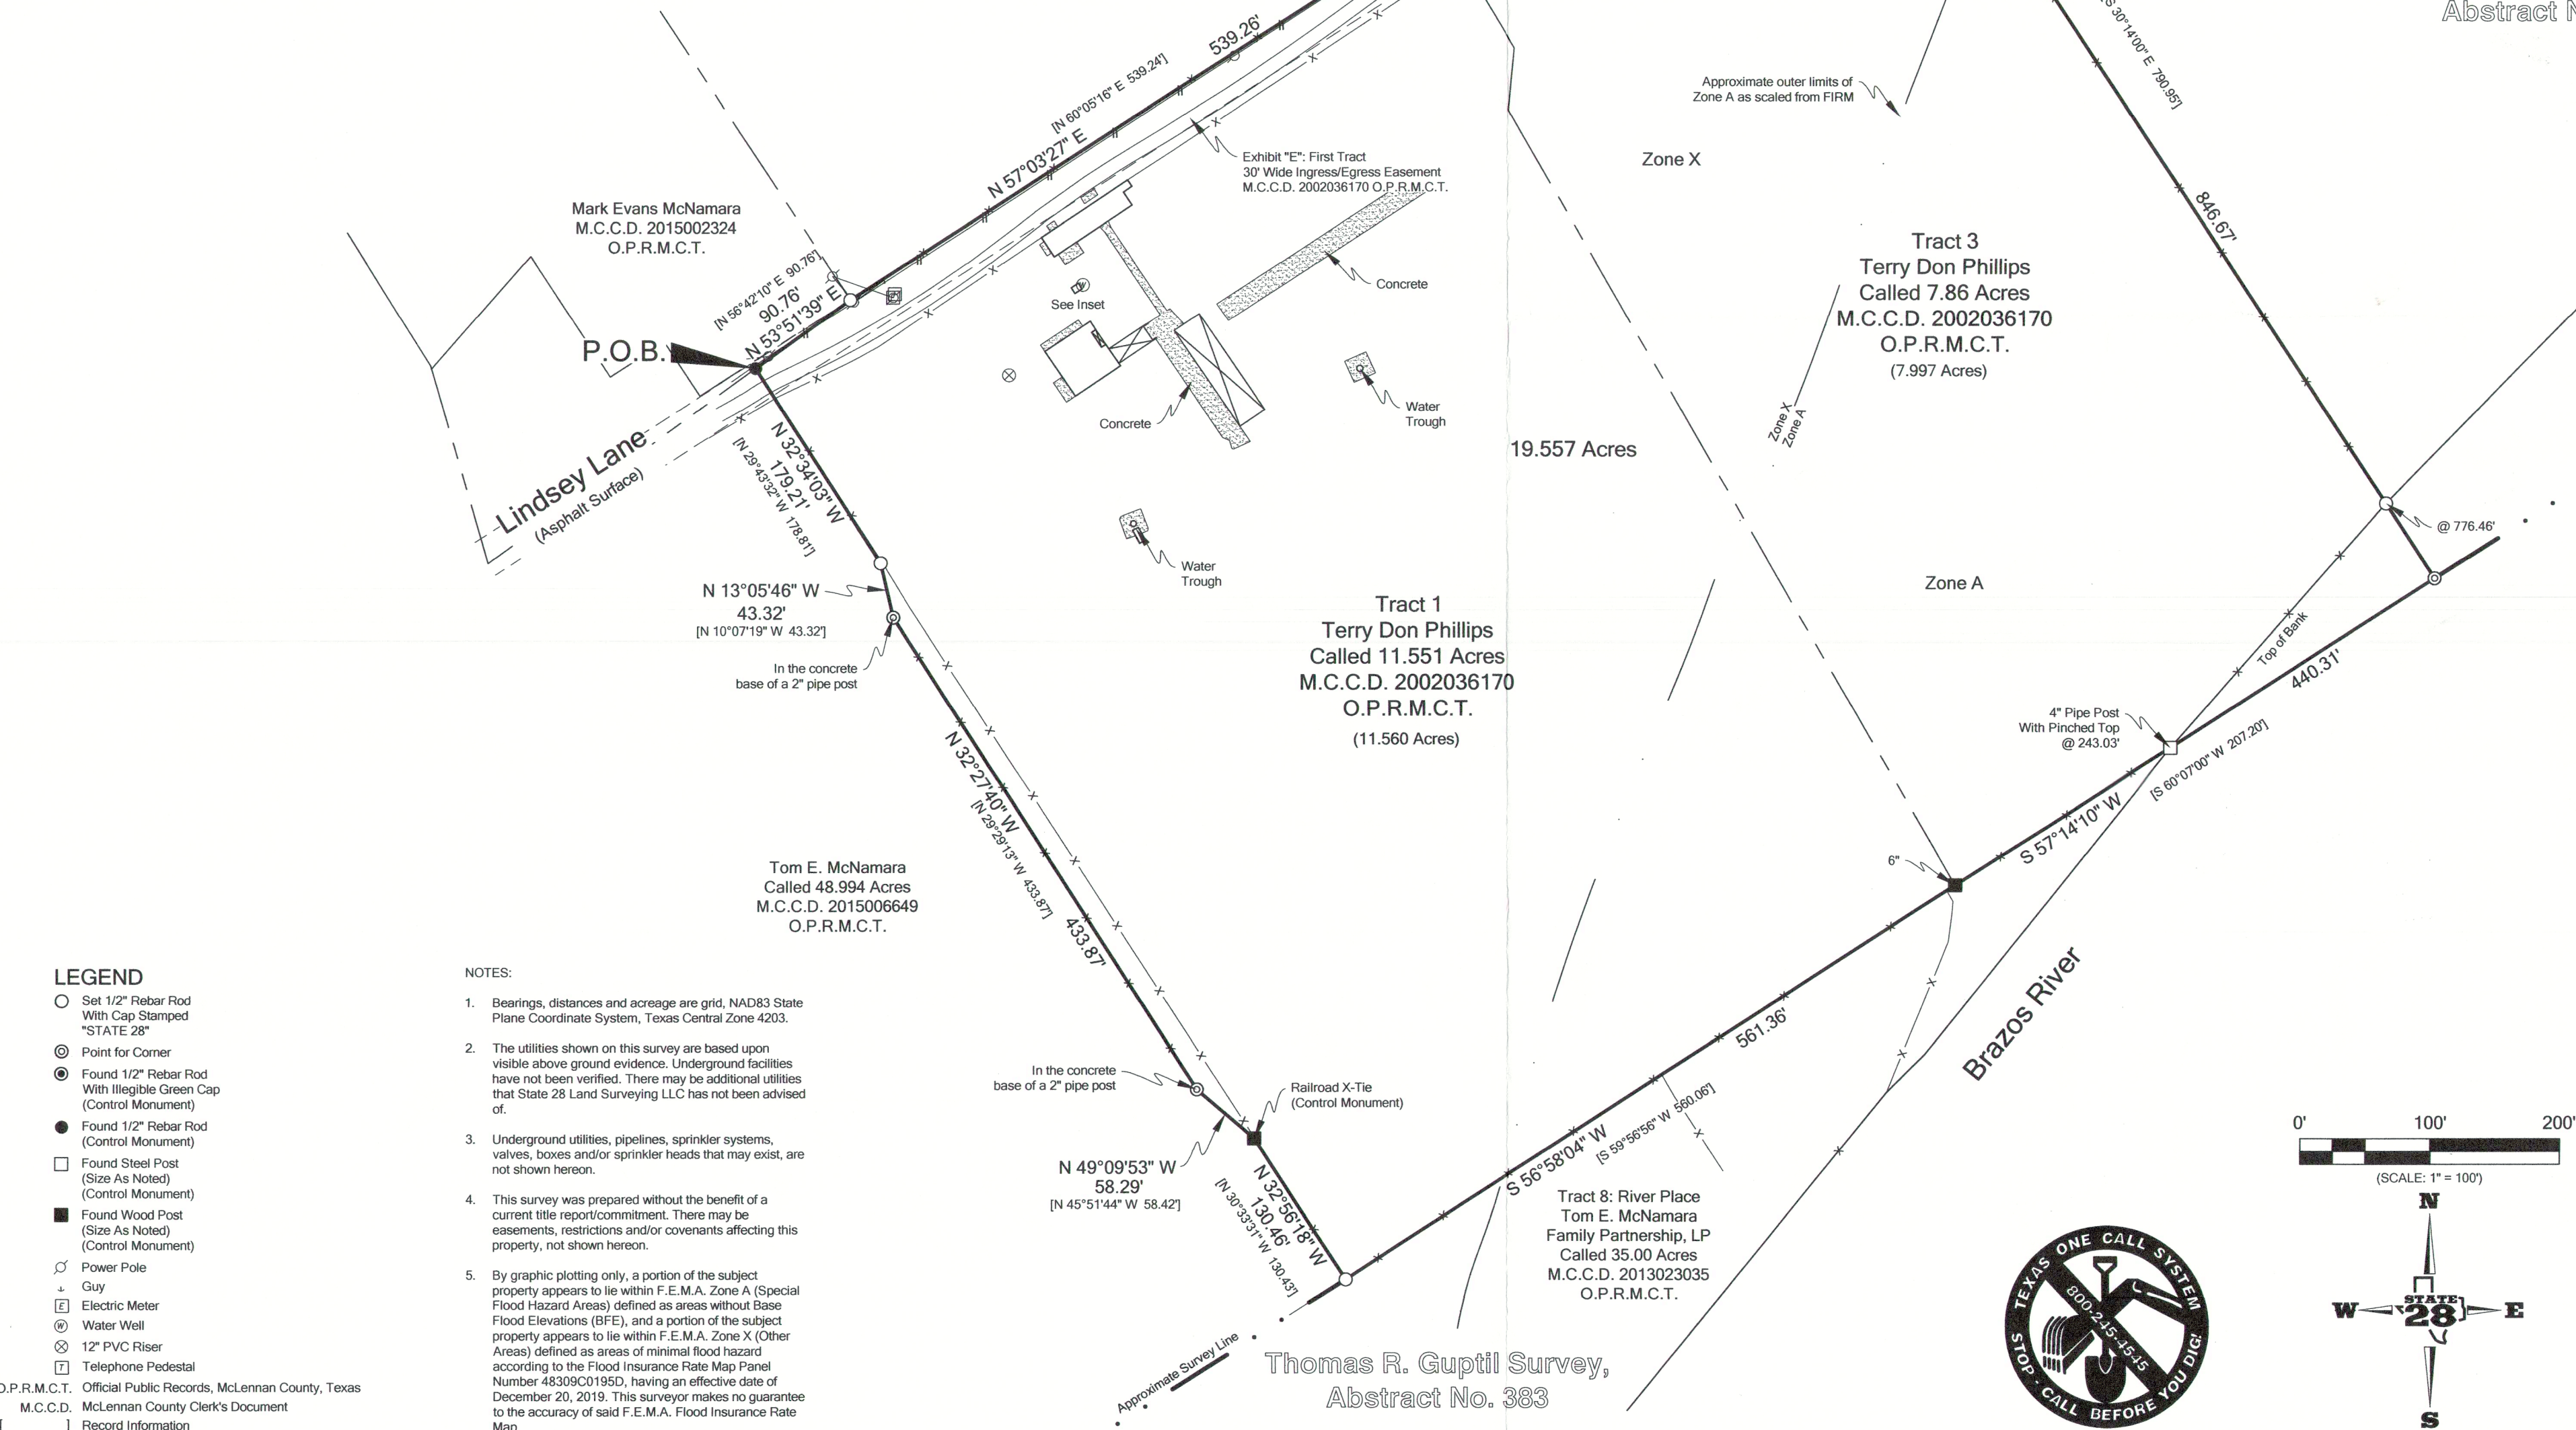 Abstract
539.26'
[N 60°05'16" E 539.24']
N 57°03'27" E
S 30°14'00" E 790.95']
846.67'
Approximate outer limits of
Zone A as scaled from FIRM
Exhibit "E": First Tract
30' Wide Ingress/Egress Easement
M.C.C.D. 2002036170 O.P.R.M.C.T.
Zone X
Mark Evans McNamara
M.C.C.D. 2015002324
O.P.R.M.C.T.
[N 56°42'10" E 90.76']
90.76'
N 53°51'39" E
P.O.B.
E
W
See Inset
Concrete
Concrete
Water
Trough
Tract 3
Terry Don Phillips
Called 7.86 Acres
M.C.C.D. 2002036170
O.P.R.M.C.T.
(7.997 Acres)
Zone X
Zone A
19.557 Acres
Lindsey Lane
(Asphalt Surface)
N 32°34'03" W
179.21'
[N 29°43'32" W 178.81']
@ 776.46'
Water
Trough
N 13°05'46" W
43.32'
[N 10°07'19" W 43.32']
In the concrete
base of a 2" pipe post
Zone A
Tract 1
Terry Don Phillips
Called 11.551 Acres
M.C.C.D. 2002036170
O.P.R.M.C.T.
(11.560 Acres)
Top of Bank
440.31'
4" Pipe Post
With Pinched Top
@ 243.03'
[S 60°07'00" W 207.20']
S 57°14'10" W
6"
N 32°27'40" W
[N 29°29'13" W 433.87']
433.87'
Tom E. McNamara
Called 48.994 Acres
M.C.C.D. 2015006649
O.P.R.M.C.T.
Brazos River
561.36'
S 56°58'04" W
[S 59°56'56" W 560.06']
In the concrete
base of a 2" pipe post
Railroad X-Tie
(Control Monument)
N 49°09'53" W
58.29'
[N 45°51'44" W 58.42']
N 32°56'18" W
130.46'
[N 30°33'31" W 130.43']
Tract 8: River Place
Tom E. McNamara
Family Partnership, LP
Called 35.00 Acres
M.C.C.D. 2013023035
O.P.R.M.C.T.
Approximate Survey Line
Thomas R. Guptil Survey,
Abstract No. 383
LEGEND
Set 1/2" Rebar Rod
With Cap Stamped
"STATE 28"
Point for Corner
Found 1/2" Rebar Rod
With Illegible Green Cap
(Control Monument)
Found 1/2" Rebar Rod
(Control Monument)
Found Steel Post
(Size As Noted)
(Control Monument)
Found Wood Post
(Size As Noted)
(Control Monument)
Power Pole
Guy
E Electric Meter
W Water Well
12" PVC Riser
T Telephone Pedestal
O.P.R.M.C.T. Official Public Records, McLennan County, Texas
M.C.C.D. McLennan County Clerk's Document
[ ] Record Information
NOTES:
1. Bearings, distances and acreage are grid, NAD83 State
Plane Coordinate System, Texas Central Zone 4203.
2. The utilities shown on this survey are based upon
visible above ground evidence. Underground facilities
have not been verified. There may be additional utilities
that State 28 Land Surveying LLC has not been advised
of.
3. Underground utilities, pipelines, sprinkler systems,
valves, boxes and/or sprinkler heads that may exist, are
not shown hereon.
4. This survey was prepared without the benefit of a
current title report/commitment. There may be
easements, restrictions and/or covenants affecting this
property, not shown hereon.
5. By graphic plotting only, a portion of the subject
property appears to lie within F.E.M.A. Zone A (Special
Flood Hazard Areas) defined as areas without Base
Flood Elevations (BFE), and a portion of the subject
property appears to lie within F.E.M.A. Zone X (Other
Areas) defined as areas of minimal flood hazard
according to the Flood Insurance Rate Map Panel
Number 48309C0195D, having an effective date of
December 20, 2019. This surveyor makes no guarantee
to the accuracy of said F.E.M.A. Flood Insurance Rate
Map
0' 100' 200'
(SCALE: 1" = 100')
TEXAS ONE CALL SYSTEM
800-245-4545
STOP - CALL BEFORE YOU DIG!
N
W STATE 28 E
S